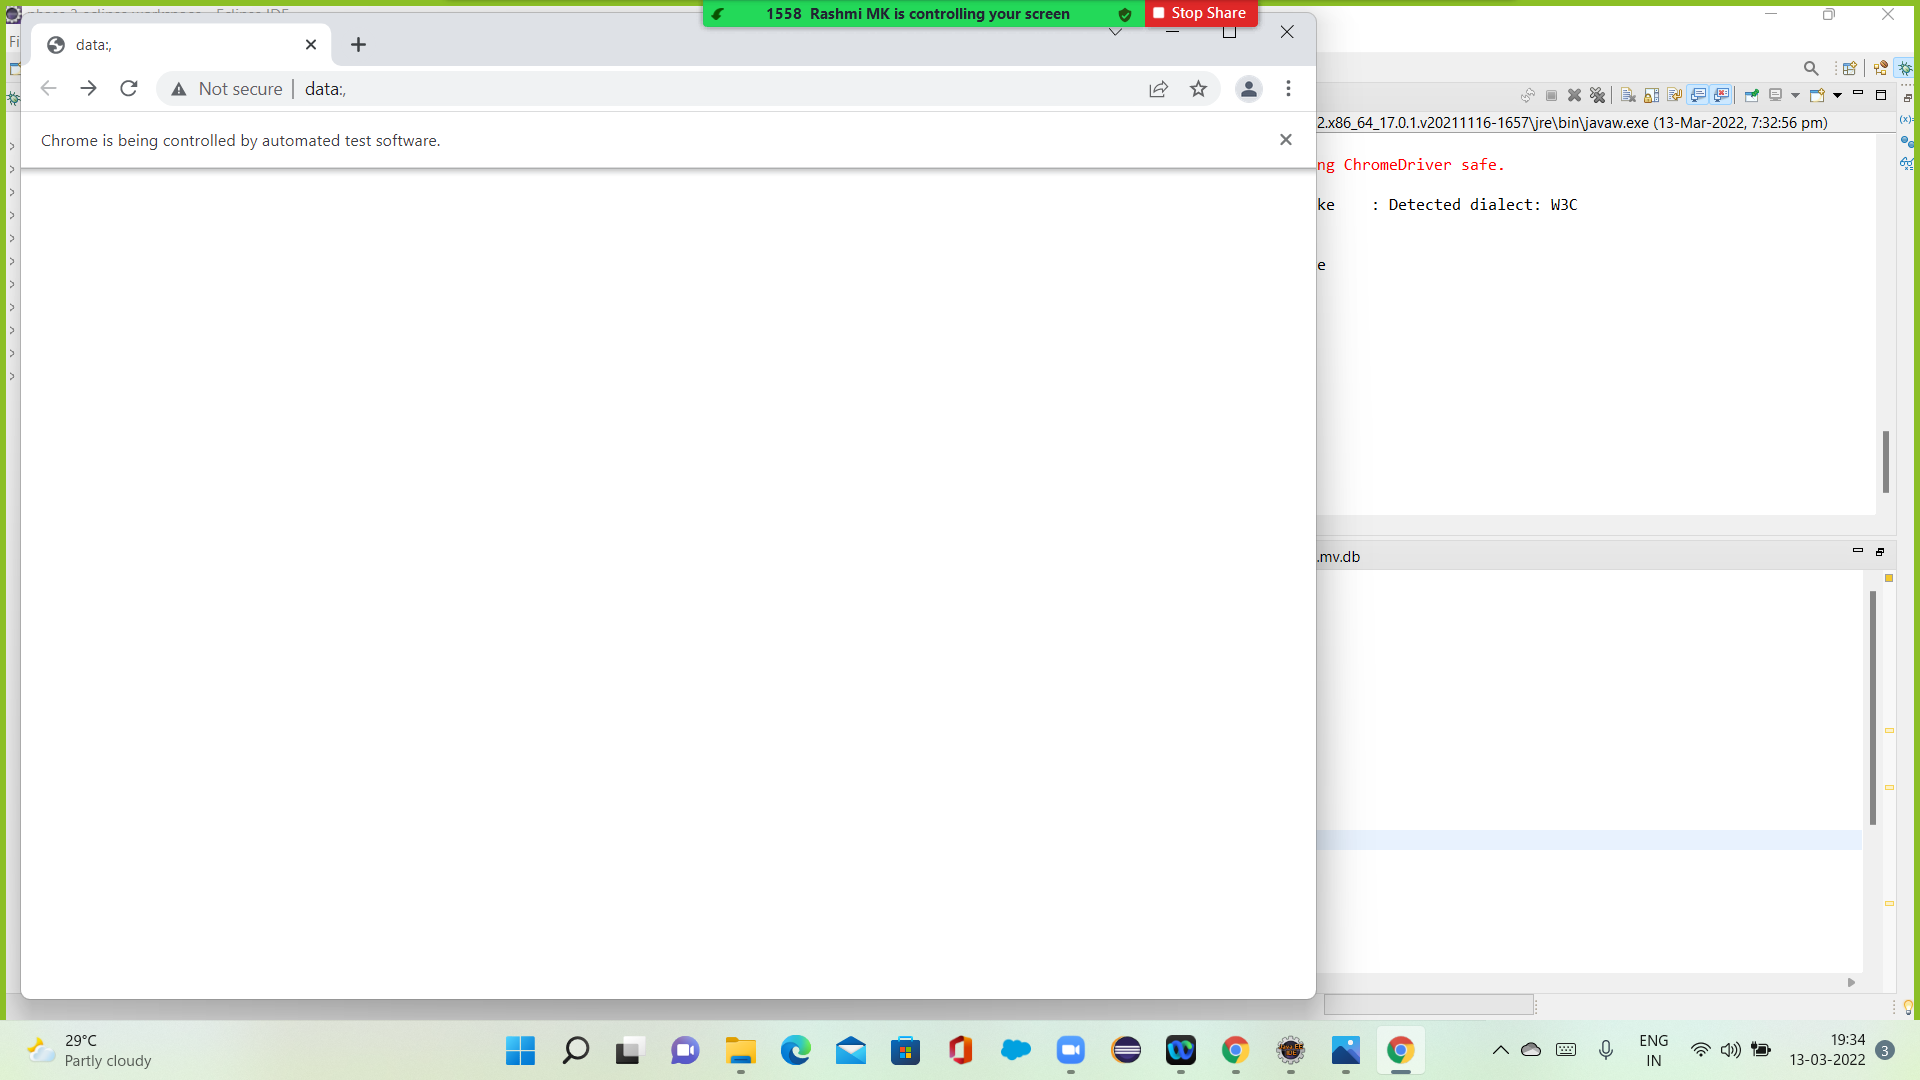 1558 Rashmi MK is controlling your screen
Stop Share
data:,
Not secure
data:,
Chrome is being controlled by automated test software.
Fi
2.x86_64_17.0.1.v20211116-1657\jre\bin\javaw.exe (13-Mar-2022, 7:32:56 pm)
ng ChromeDriver safe.
ke : Detected dialect: W3C
e
.mv.db
29°C
Partly cloudy
ENG
IN
19:34
13-03-2022
3